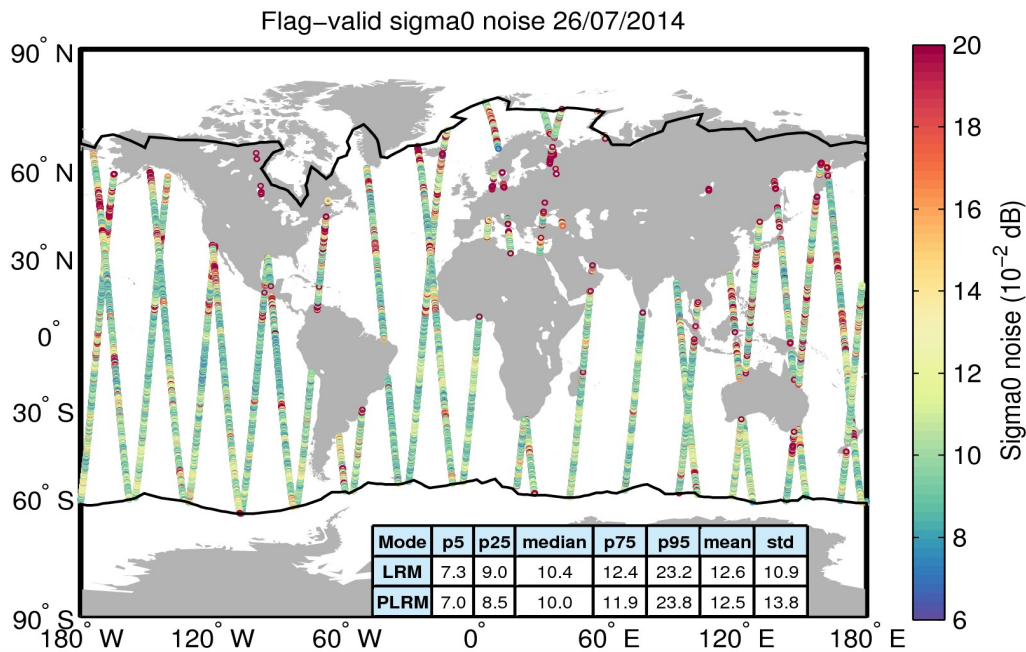 Flag−valid sigma0 noise 26/07/2014
90° N
60° N
30° N
0°
30° S
60° S
90° S
180° W 120° W 60° W 0° 60° E 120° E 180° E
Mode p5 p25 median p75 p95 mean std
LRM 7.3 9.0 10.4 12.4 23.2 12.6 10.9
PLRM 7.0 8.5 10.0 11.9 23.8 12.5 13.8
20
18
16
14
12
10
8
6
Sigma0 noise (10⁻² dB)